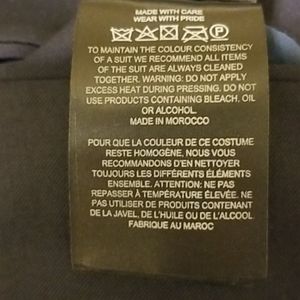 MADE WITH CARE
WEAR WITH PRIDE
P
TO MAINTAIN THE COLOUR CONSISTENCY
OF A SUIT WE RECOMMEND ALL ITEMS
OF THE SUIT ARE ALWAYS CLEANED
TOGETHER. WARNING: DO NOT APPLY
EXCESS HEAT DURING PRESSING. DO NOT
USE PRODUCTS CONTAINING BLEACH, OIL
OR ALCOHOL.
MADE IN MOROCCO
POUR QUE LA COULEUR DE CE COSTUME
RESTE HOMOGÈNE, NOUS VOUS
RECOMMANDONS D'EN NETTOYER
TOUJOURS LES DIFFÉRENTS ÉLÉMENTS
ENSEMBLE. ATTENTION: NE PAS
REPASSER À TEMPÉRATURE ÉLEVÉE. NE
PAS UTILISER DE PRODUITS CONTENANT
DE LA JAVEL, DE L'HUILE OU DE L'ALCOOL.
FABRIQUE AU MAROC